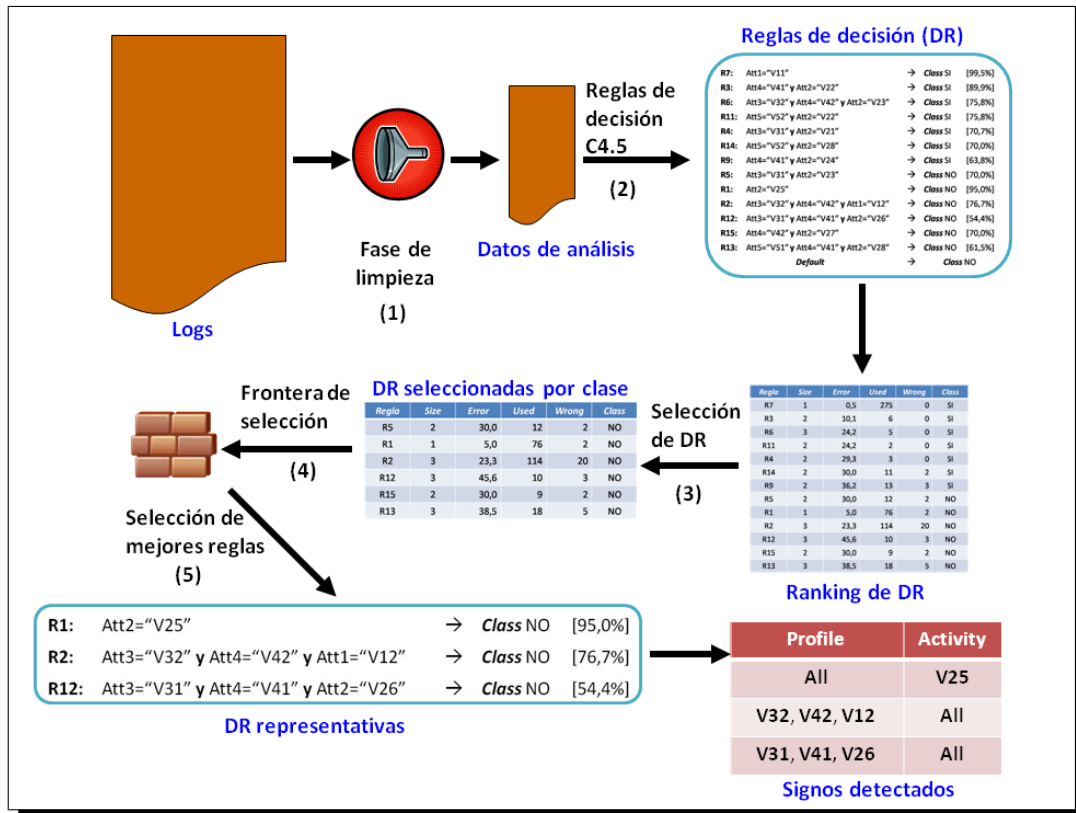 Logs
Fase de
limpieza
(1)
Datos de análisis
Reglas de
decisión
C4.5
(2)
Reglas de decisión (DR)
R7: Att1="V11" → Class SI [99,5%]
R3: Att4="V41" y Att2="V22" → Class SI [89,9%]
R6: Att3="V32" y Att4="V42" y Att2="V23" → Class SI [75,8%]
R11: Att5="V52" y Att2="V22" → Class SI [75,8%]
R4: Att3="V31" y Att2="V21" → Class SI [70,7%]
R14: Att5="V52" y Att2="V28" → Class SI [70,0%]
R9: Att4="V41" y Att2="V24" → Class SI [63,8%]
R5: Att3="V31" y Att2="V23" → Class NO [70,0%]
R1: Att2="V25" → Class NO [95,0%]
R2: Att3="V32" y Att4="V42" y Att1="V12" → Class NO [76,7%]
R12: Att3="V31" y Att4="V41" y Att2="V26" → Class NO [54,4%]
R15: Att4="V42" y Att2="V27" → Class NO [70,0%]
R13: Att5="V51" y Att4="V41" y Att2="V28" → Class NO [61,5%]
Default → Class NO
Regla Size Error Used Wrong Class
R7 1 0,5 275 0 SI
R3 2 10,1 6 0 SI
R6 3 24,2 5 0 SI
R11 2 24,2 2 0 SI
R4 2 29,3 3 0 SI
R14 2 30,0 11 2 SI
R9 2 36,2 13 3 SI
R5 2 30,0 12 2 NO
R1 1 5,0 76 2 NO
R2 3 23,3 114 20 NO
R12 3 45,6 10 3 NO
R15 2 30,0 9 2 NO
R13 3 38,5 18 5 NO
Ranking de DR
Selección
de DR
(3)
DR seleccionadas por clase
Regla Size Error Used Wrong Class
R5 2 30,0 12 2 NO
R1 1 5,0 76 2 NO
R2 3 23,3 114 20 NO
R12 3 45,6 10 3 NO
R15 2 30,0 9 2 NO
R13 3 38,5 18 5 NO
Frontera de
selección
(4)
Selección de
mejores reglas
(5)
R1: Att2="V25" → Class NO [95,0%]
R2: Att3="V32" y Att4="V42" y Att1="V12" → Class NO [76,7%]
R12: Att3="V31" y Att4="V41" y Att2="V26" → Class NO [54,4%]
DR representativas
Profile Activity
All V25
V32, V42, V12 All
V31, V41, V26 All
Signos detectados